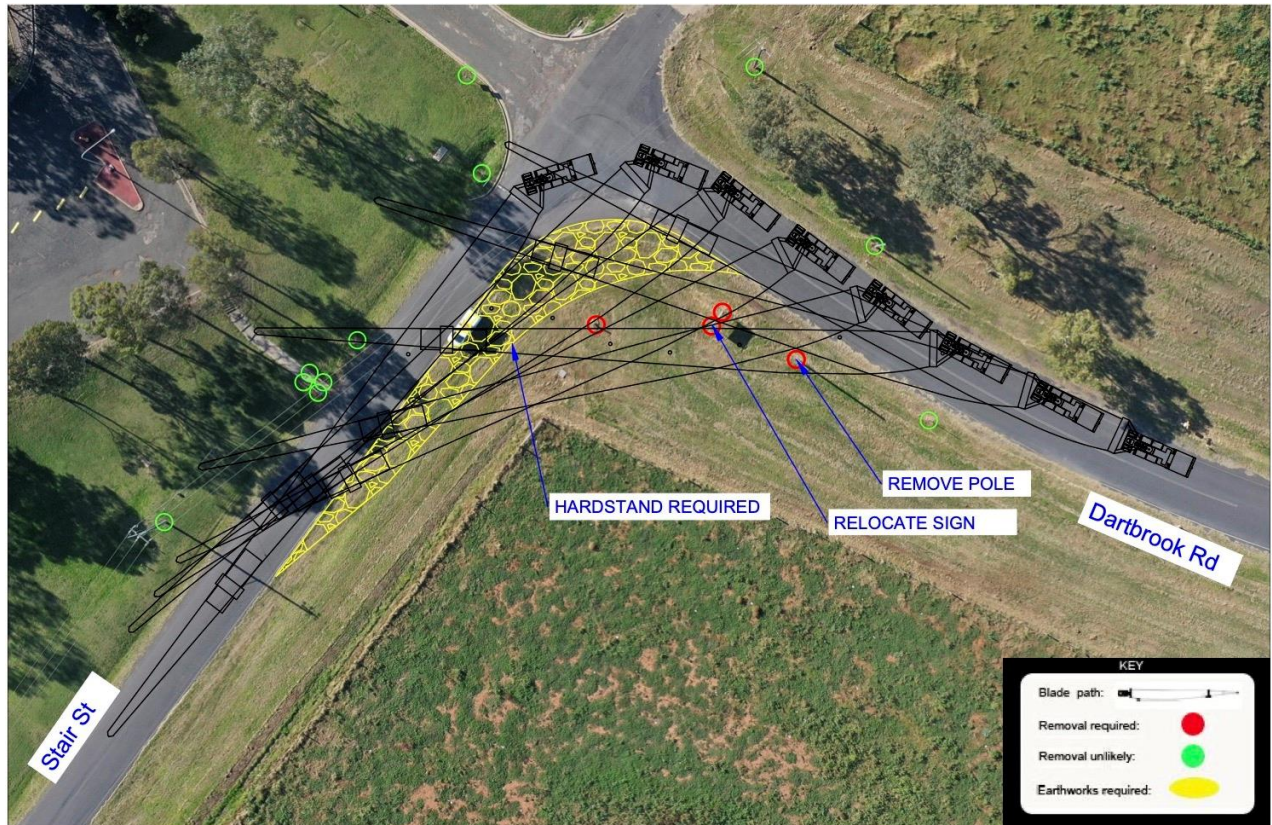 REMOVE POLE
HARDSTAND REQUIRED
RELOCATE SIGN
Dartbrook Rd
Stair St
KEY
Blade path:
Removal required:
Removal unlikely:
Earthworks required: